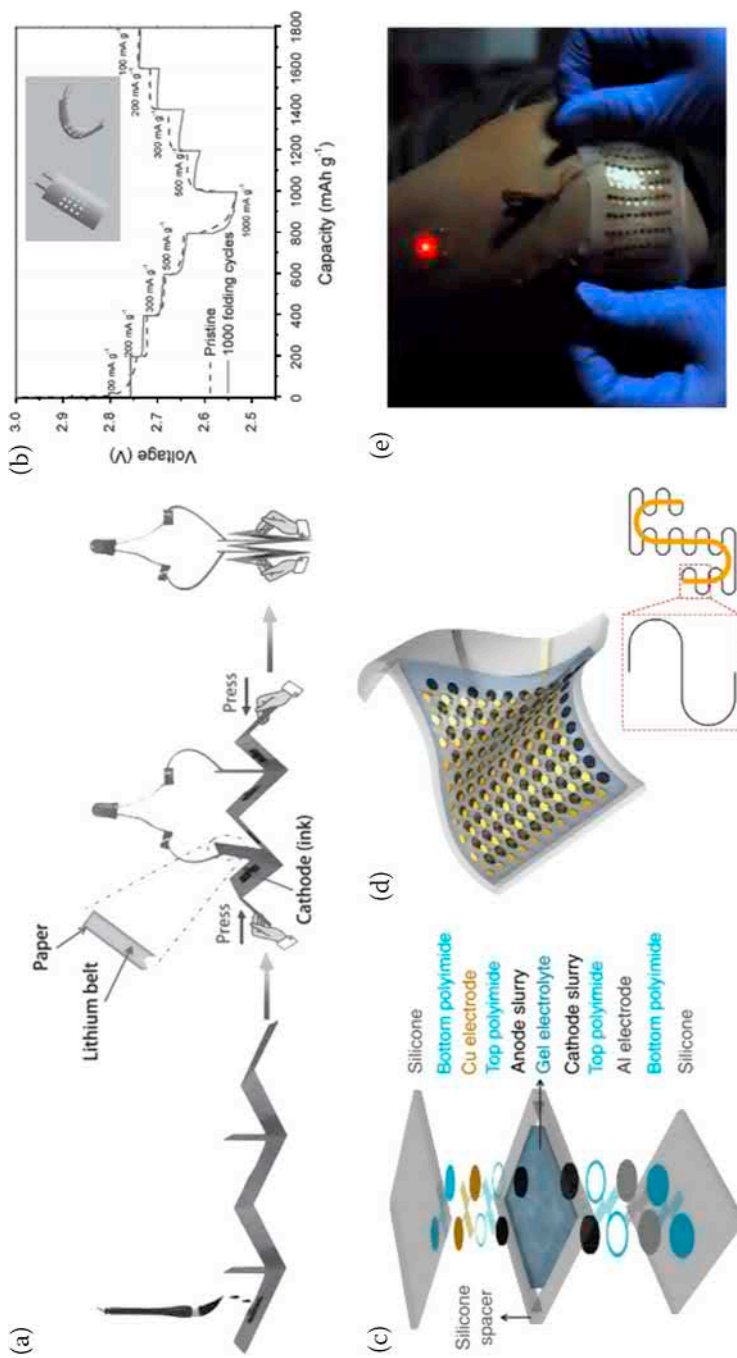 (a)
Paper
Lithium belt
Press
Press
Cathode (ink)
(b)
Voltage (V)
3.0
2.9
2.8
2.7
2.6
2.5
100 mA g⁻¹
200 mA g⁻¹
300 mA g⁻¹
500 mA g⁻¹
1000 mA g⁻¹
500 mA g⁻¹
300 mA g⁻¹
200 mA g⁻¹
100 mA g⁻¹
Pristine
1000 folding cycles
0 200 400 600 800 1000 1200 1400 1600 1800
Capacity (mAh g⁻¹)
(c)
Silicone
Bottom polyimide
Cu electrode
Top polyimide
Anode slurry
Gel electrolyte
Cathode slurry
Top polyimide
Al electrode
Bottom polyimide
Silicone
Silicone
spacer
(d)
(e)